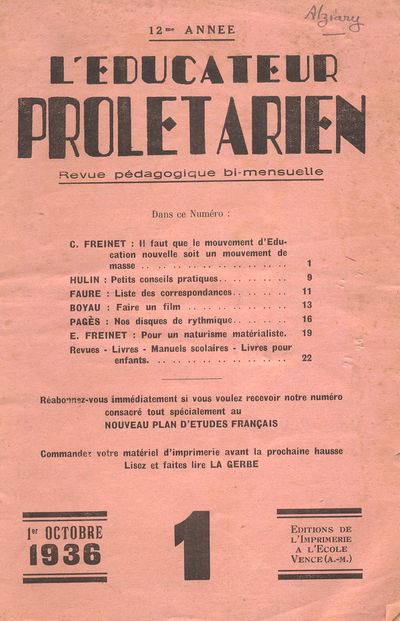 Alziary
12me ANNEE
L'EDUCATEUR
PROLETARIEN
Revue pédagogique bi-mensuelle
Dans ce Numéro :
C. FREINET : Il faut que le mouvement d'Edu-
cation nouvelle soit un mouvement de
masse .. .. .. .. .. .. .. .. .. .. 1
HULIN : Petits conseils pratiques.. .. .. .. 9
FAURE : Liste des correspondances.. .. .. .. 11
BOYAU : Faire un film .. .. .. .. .. .. .. 13
PAGÈS : Nos disques de rythmique. .. .. .. 16
E. FREINET : Pour un naturisme matérialiste. 19
Revues - Livres - Manuels scolaires - Livres pour
enfants. .. .. .. .. .. .. .. .. .. 22
Réabonnez-vous immédiatement si vous voulez recevoir notre numéro
consacré tout spécialement au
NOUVEAU PLAN D'ETUDES FRANÇAIS
Commandez votre matériel d'imprimerie avant la prochaine hausse
Lisez et faites lire LA GERBE
1er OCTOBRE
1936
1
EDITIONS DE
L'IMPRIMERIE
A L'ECOLE
VENCE (A.-M.)